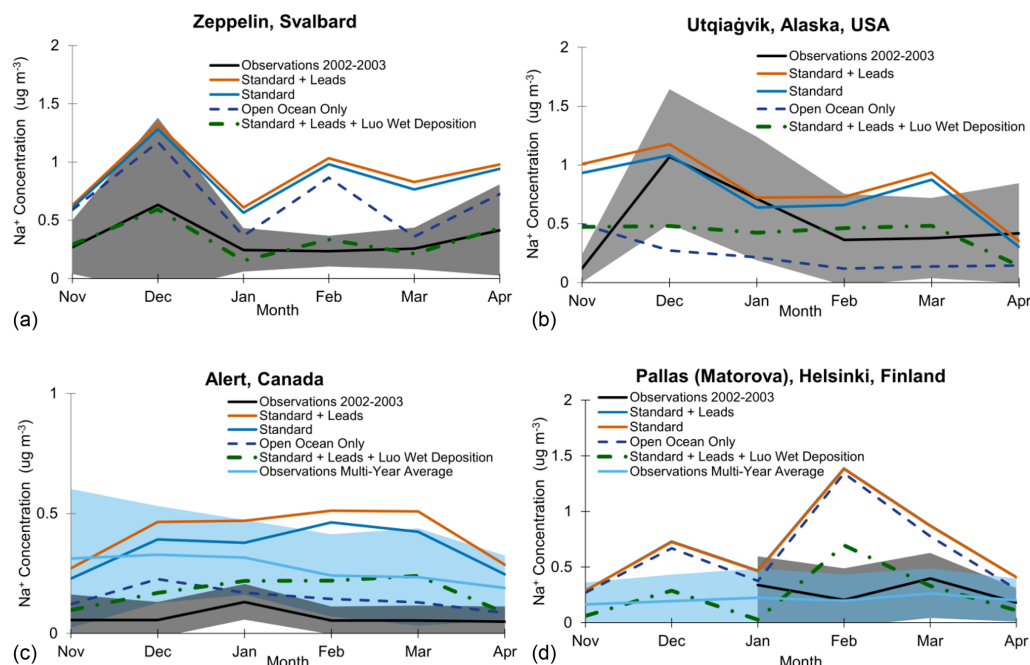 Zeppelin, Svalbard
2
1.5
1
0.5
0
Na⁺ Concentration (ug m⁻³)
Observations 2002-2003
Standard + Leads
Standard
Open Ocean Only
Standard + Leads + Luo Wet Deposition
Nov Dec Jan Feb Mar Apr
Month
(a)
Utqiaġvik, Alaska, USA
2
1.5
1
0.5
0
Na⁺ Concentration (ug m⁻³)
Observations 2002-2003
Standard + Leads
Standard
Open Ocean Only
Standard + Leads + Luo Wet Deposition
Nov Dec Jan Feb Mar Apr
Month
(b)
Alert, Canada
1
0.5
0
Na⁺ Concentration (ug m⁻³)
Observations 2002-2003
Standard + Leads
Standard
Open Ocean Only
Standard + Leads + Luo Wet Deposition
Observations Multi-Year Average
Nov Dec Jan Feb Mar Apr
Month
(c)
Pallas (Matorova), Helsinki, Finland
2
1.5
1
0.5
0
Na⁺ Concentration (ug m⁻³)
Observations 2002-2003
Standard + Leads
Standard
Open Ocean Only
Standard + Leads + Luo Wet Deposition
Observations Multi-Year Average
Nov Dec Jan Feb Mar Apr
Month
(d)